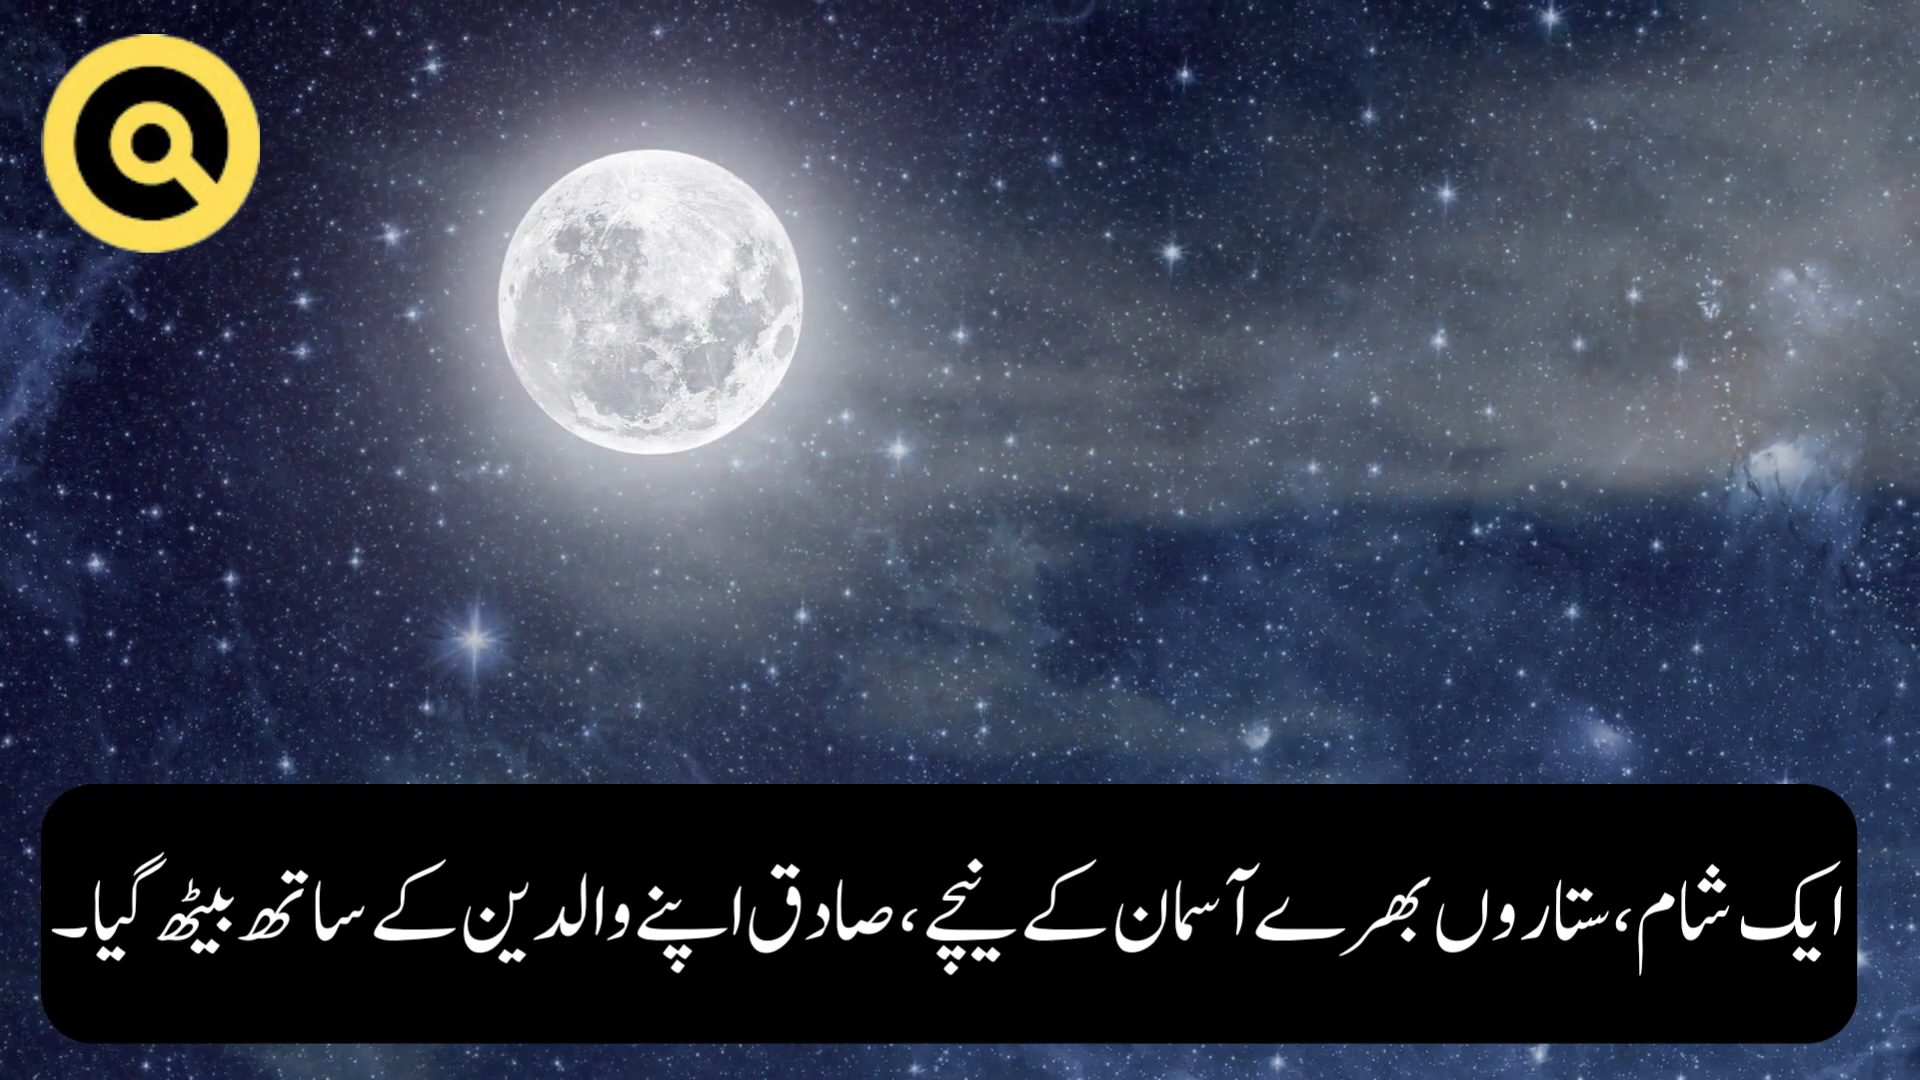 ایک شام، ستاروں بھرے آسمان کے نیچے، صادق اپنے والدین کے ساتھ بیٹھ گیا۔